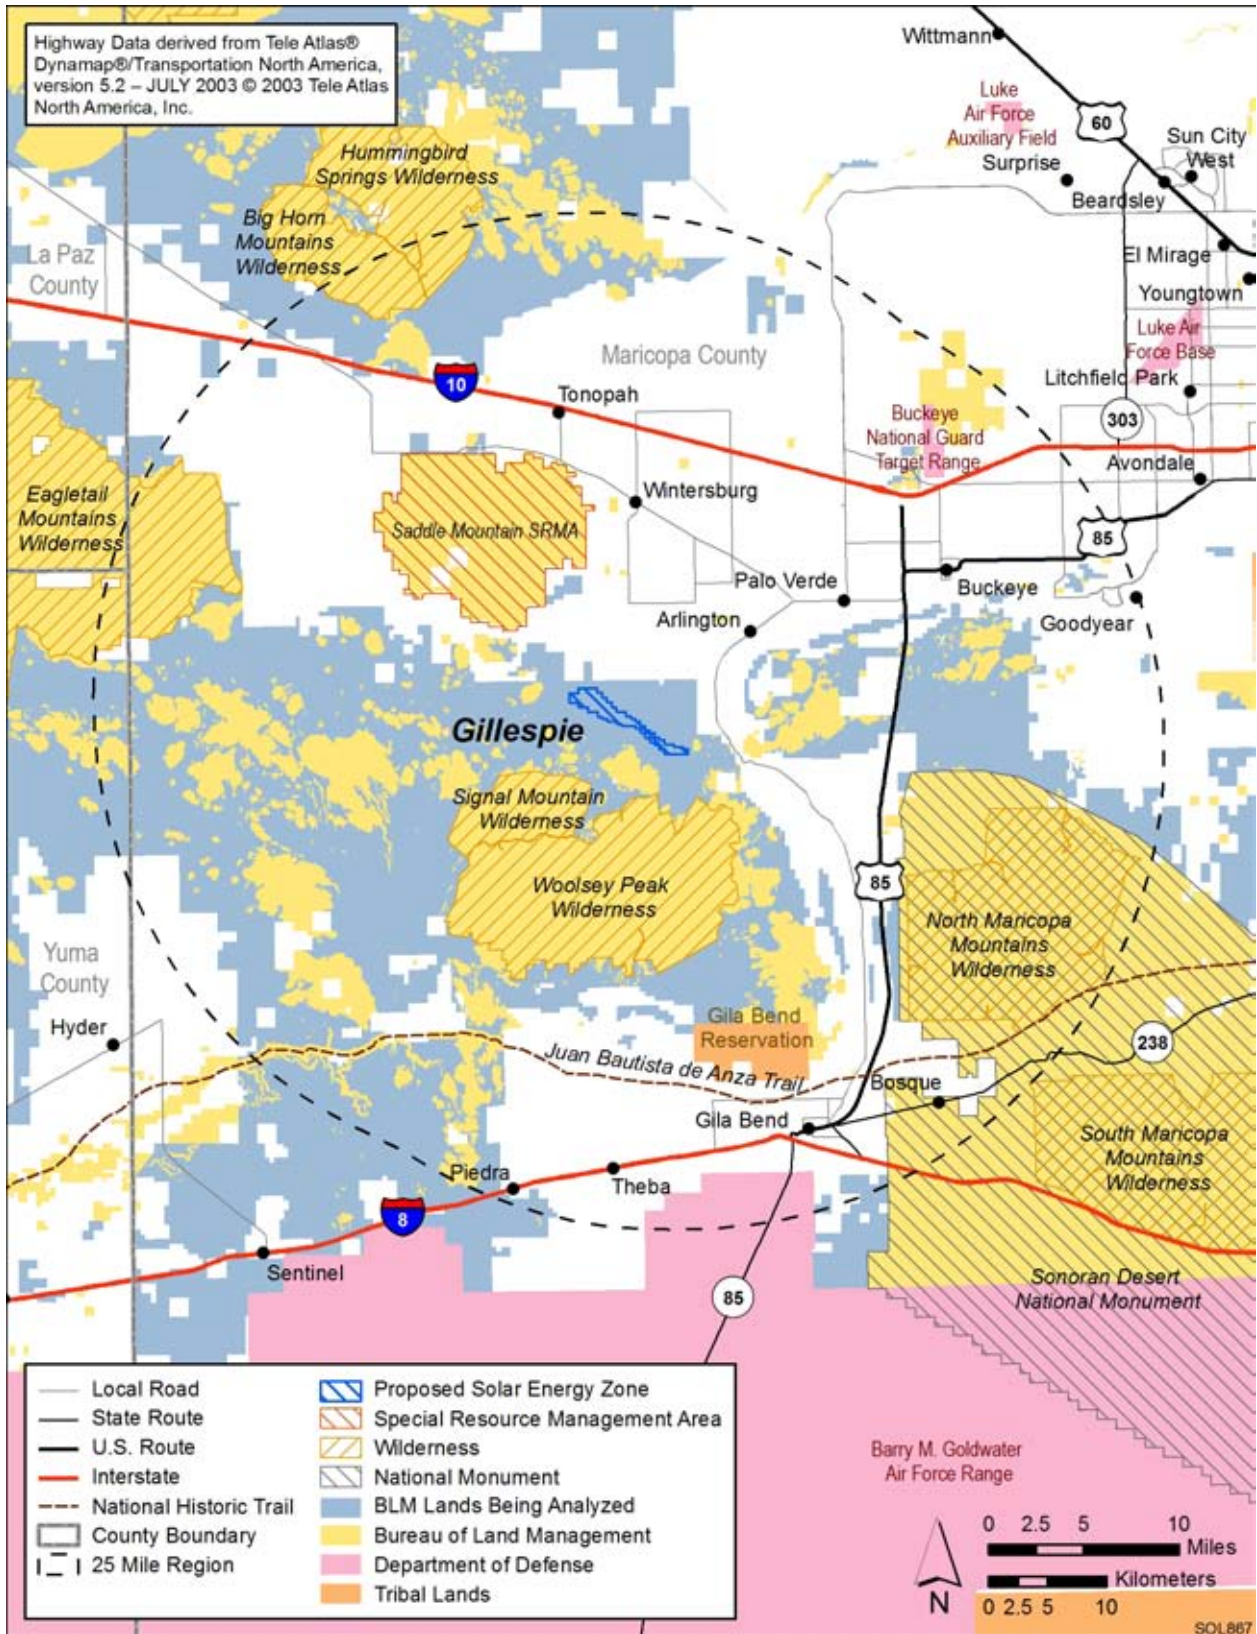 Highway Data derived from Tele Atlas®
Dynamap®/Transportation North America,
version 5.2 – JULY 2003 © 2003 Tele Atlas
North America, Inc.
Wittmann
Luke
Air Force
Auxiliary Field
60
Sun City
West
Surprise
Beardsley
Hummingbird
Springs Wilderness
Big Horn
Mountains
Wilderness
La Paz
County
El Mirage
Youngtown
Luke Air
Force Base
Maricopa County
10
Tonopah
Litchfield Park
303
Buckeye
National Guard
Target Range
Avondale
Eagletail
Mountains
Wilderness
Wintersburg
Saddle Mountain SRMA
85
Palo Verde
Buckeye
Arlington
Goodyear
Gillespie
Signal Mountain
Wilderness
Woolsey Peak
Wilderness
85
North Maricopa
Mountains
Wilderness
Yuma
County
Hyder
Gila Bend
Reservation
Juan Bautista de Anza Trail
238
Bosque
Gila Bend
South Maricopa
Mountains
Wilderness
Piedra
Theba
8
Sentinel
85
Sonoran Desert
National Monument
Barry M. Goldwater
Air Force Range
Local Road
State Route
U.S. Route
Interstate
National Historic Trail
County Boundary
25 Mile Region
Proposed Solar Energy Zone
Special Resource Management Area
Wilderness
National Monument
BLM Lands Being Analyzed
Bureau of Land Management
Department of Defense
Tribal Lands
N
0 2.5 5 10
Miles
Kilometers
0 2.5 5 10
SOL867